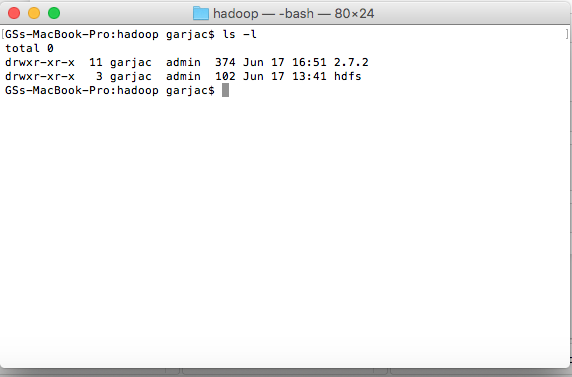 hadoop — -bash — 80×24
[GSs-MacBook-Pro:hadoop garjac$ ls -l ]
total 0
drwxr-xr-x  11 garjac  admin  374 Jun 17 16:51 2.7.2
drwxr-xr-x   3 garjac  admin  102 Jun 17 13:41 hdfs
GSs-MacBook-Pro:hadoop garjac$